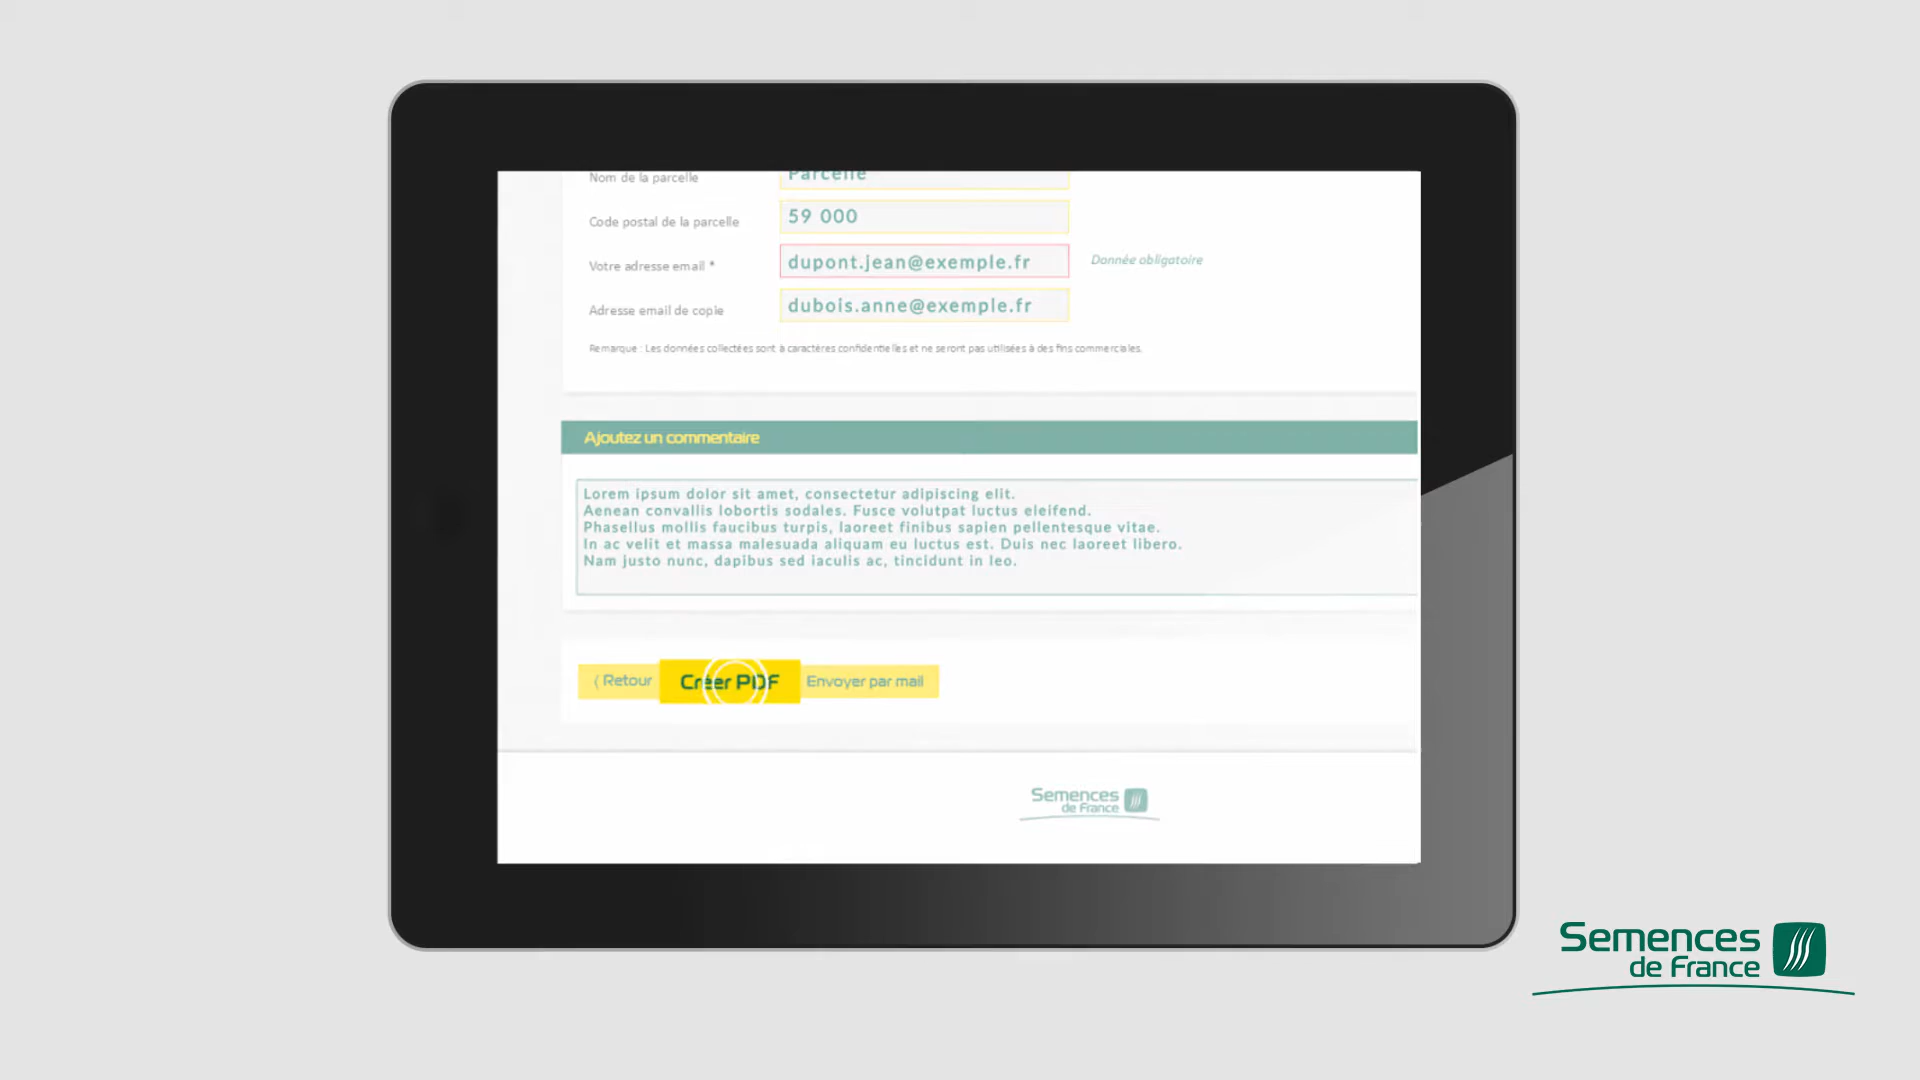 Nom de la parcelle
Parcelle
Code postal de la parcelle
59 000
Votre adresse email *
dupont.jean@exemple.fr
Donnée obligatoire
Adresse email de copie
dubois.anne@exemple.fr
Remarque : Les données collectées sont à caractères confidentielles et ne seront pas utilisées à des fins commerciales.
Ajoutez un commentaire
Lorem ipsum dolor sit amet, consectetur adipiscing elit.
Aenean convallis lobortis sodales. Fusce volutpat luctus eleifend.
Phasellus mollis faucibus turpis, laoreet finibus sapien pellentesque vitae.
In ac velit et massa malesuada aliquam eu luctus est. Duis nec laoreet libero.
Nam justo nunc, dapibus sed iaculis ac, tincidunt in leo.
⟨ Retour
Créer PDF
Envoyer par mail
Semences
de France
Semences
de France